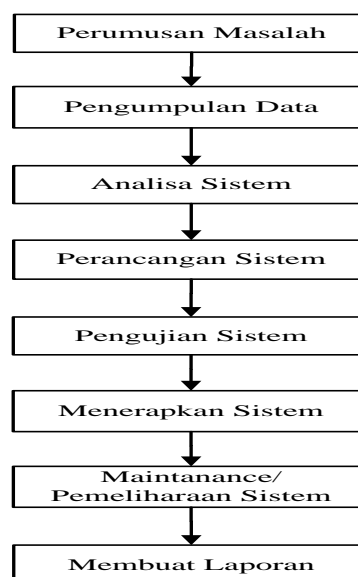 Perumusan Masalah
Pengumpulan Data
Analisa Sistem
Perancangan Sistem
Pengujian Sistem
Menerapkan Sistem
Maintanance/
Pemeliharaan Sistem
Membuat Laporan